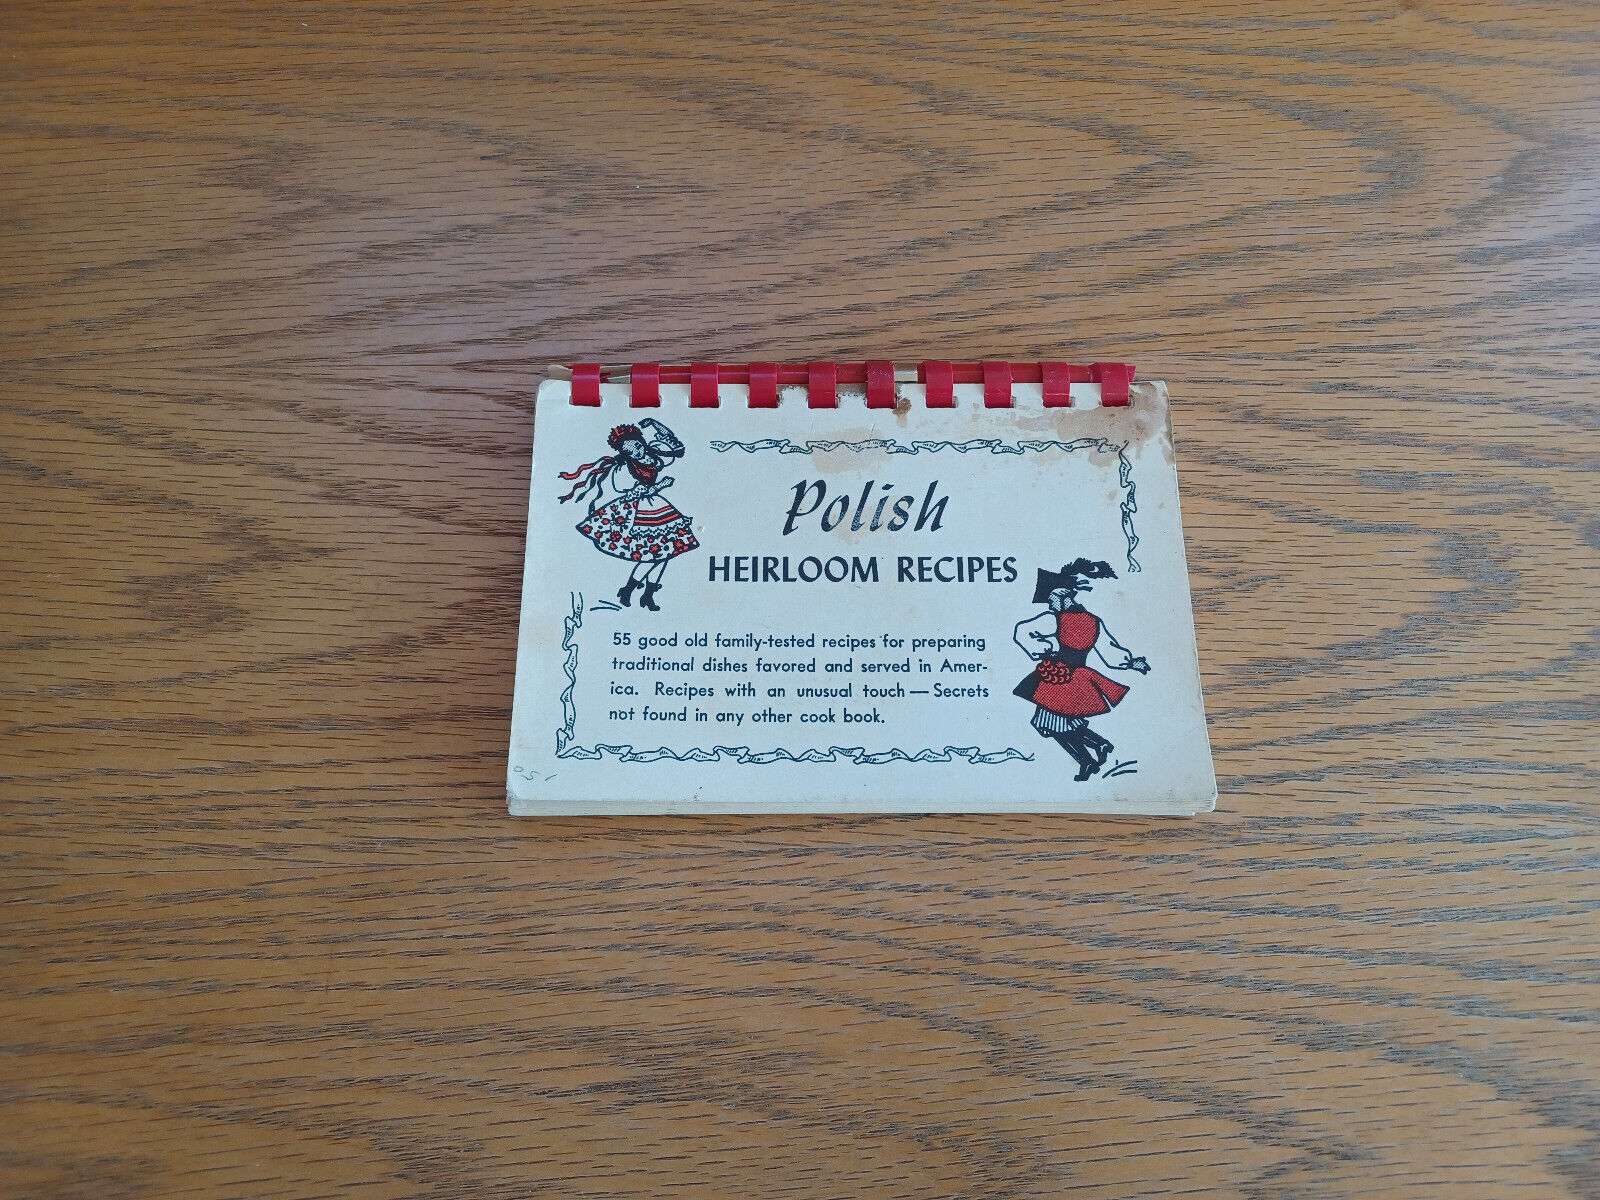 Polish
HEIRLOOM RECIPES
55 good old family-tested recipes for preparing
traditional dishes favored and served in Amer-
ica. Recipes with an unusual touch — Secrets
not found in any other cook book.